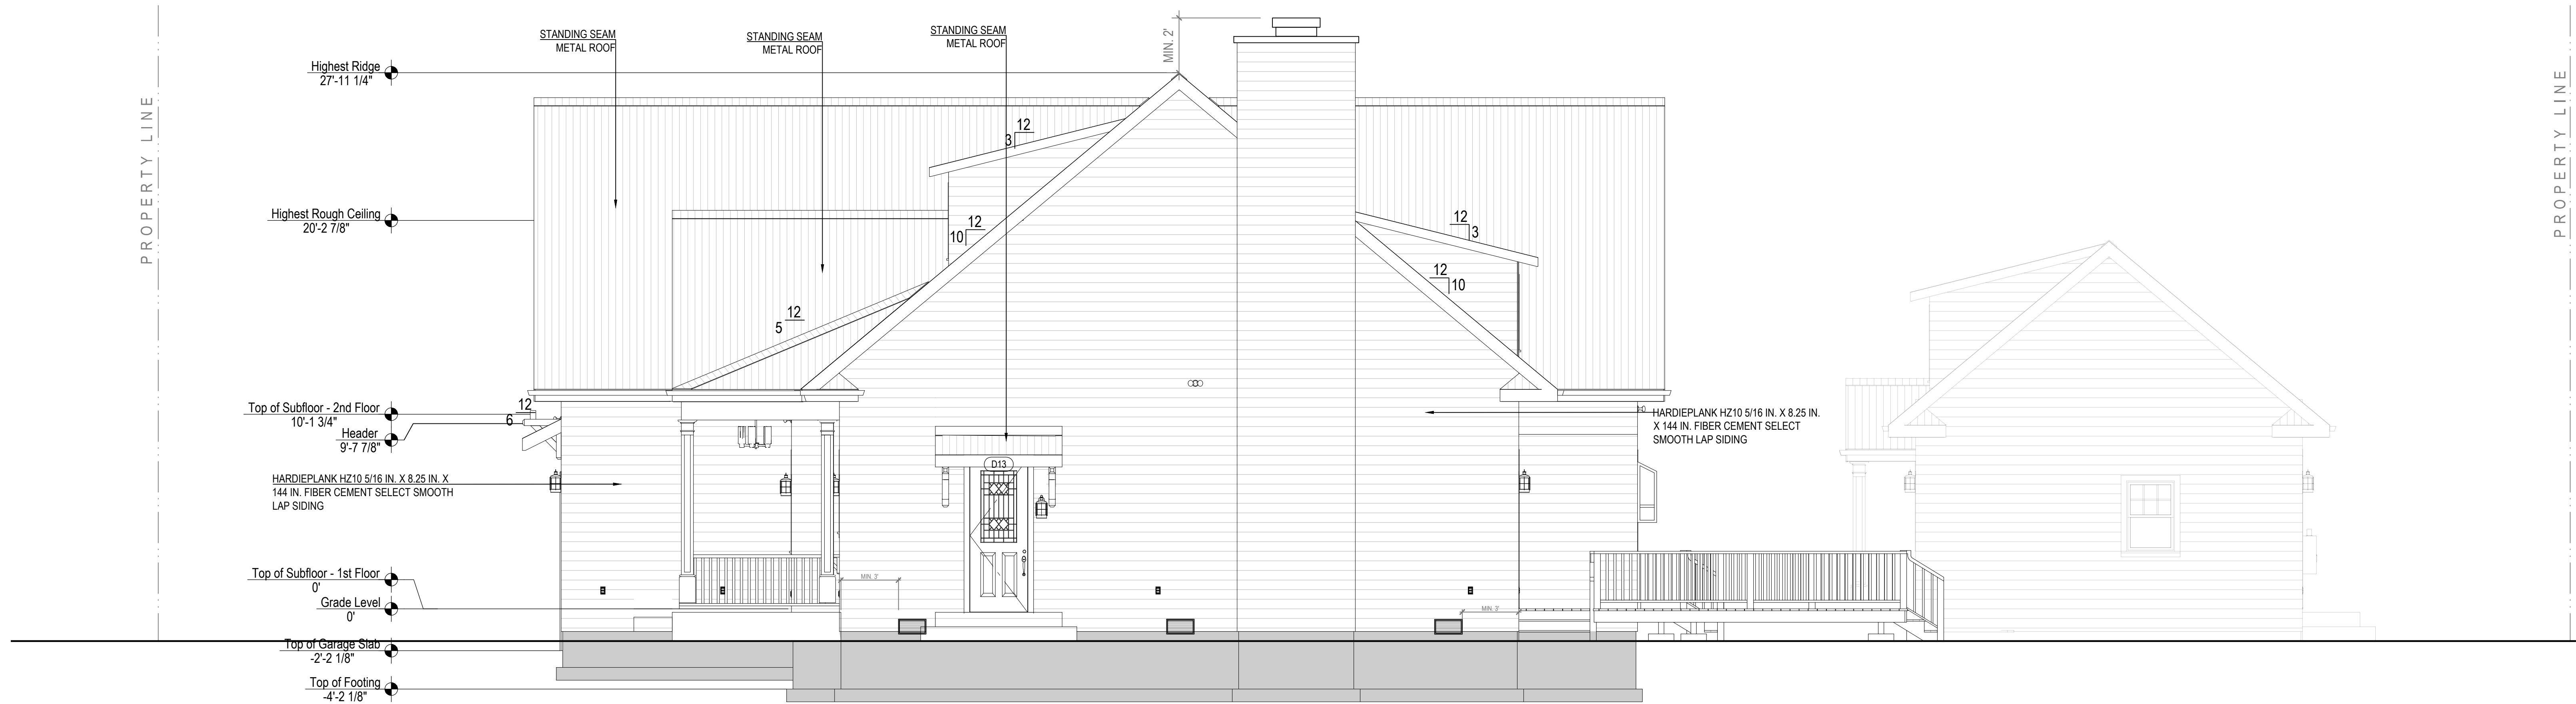 STANDING SEAM
METAL ROOF
STANDING SEAM
METAL ROOF
STANDING SEAM
METAL ROOF
MIN. 2'
Highest Ridge
27'-11 1/4"
PROPERTY LINE
PROPERTY LINE
12
3
Highest Rough Ceiling
20'-2 7/8"
12
10
12
3
12
10
12
5
Top of Subfloor - 2nd Floor
10'-1 3/4"
12
6
Header
9'-7 7/8"
HARDIEPLANK HZ10 5/16 IN. X 8.25 IN.
X 144 IN. FIBER CEMENT SELECT
SMOOTH LAP SIDING
D13
HARDIEPLANK HZ10 5/16 IN. X 8.25 IN. X
144 IN. FIBER CEMENT SELECT SMOOTH
LAP SIDING
Top of Subfloor - 1st Floor
0'
MIN. 3'
Grade Level
0'
MIN. 3'
Top of Garage Slab
-2'-2 1/8"
Top of Footing
-4'-2 1/8"